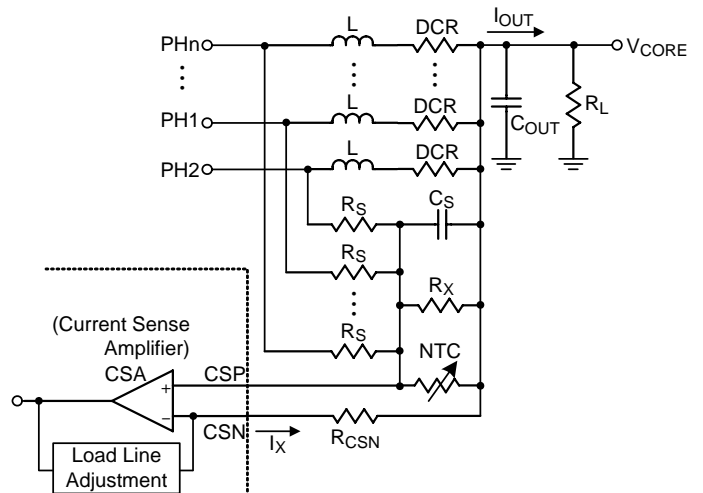 L
DCR
I_OUT
PHn
V_CORE
L
DCR
C_OUT
R_L
PH1
L
DCR
PH2
R_S
C_S
R_S
R_X
R_S
NTC
(Current Sense
Amplifier)
CSA
CSP
+
−
CSN
I_X
R_CSN
Load Line
Adjustment